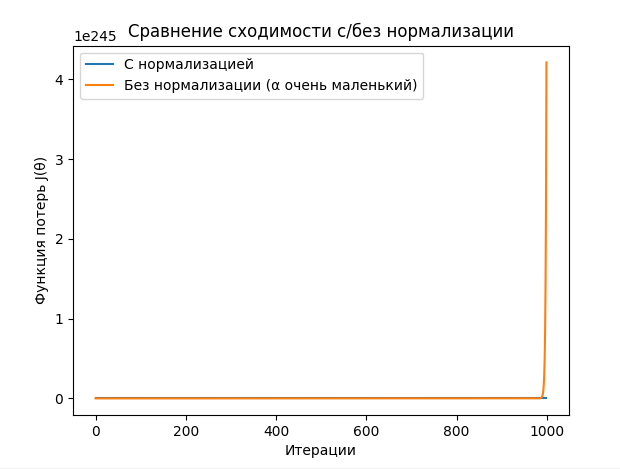 Сравнение сходимости с/без нормализации
1e245
С нормализацией
Без нормализации (α очень маленький)
4
3
2
1
0
Функция потерь J(θ)
0 200 400 600 800 1000
Итерации